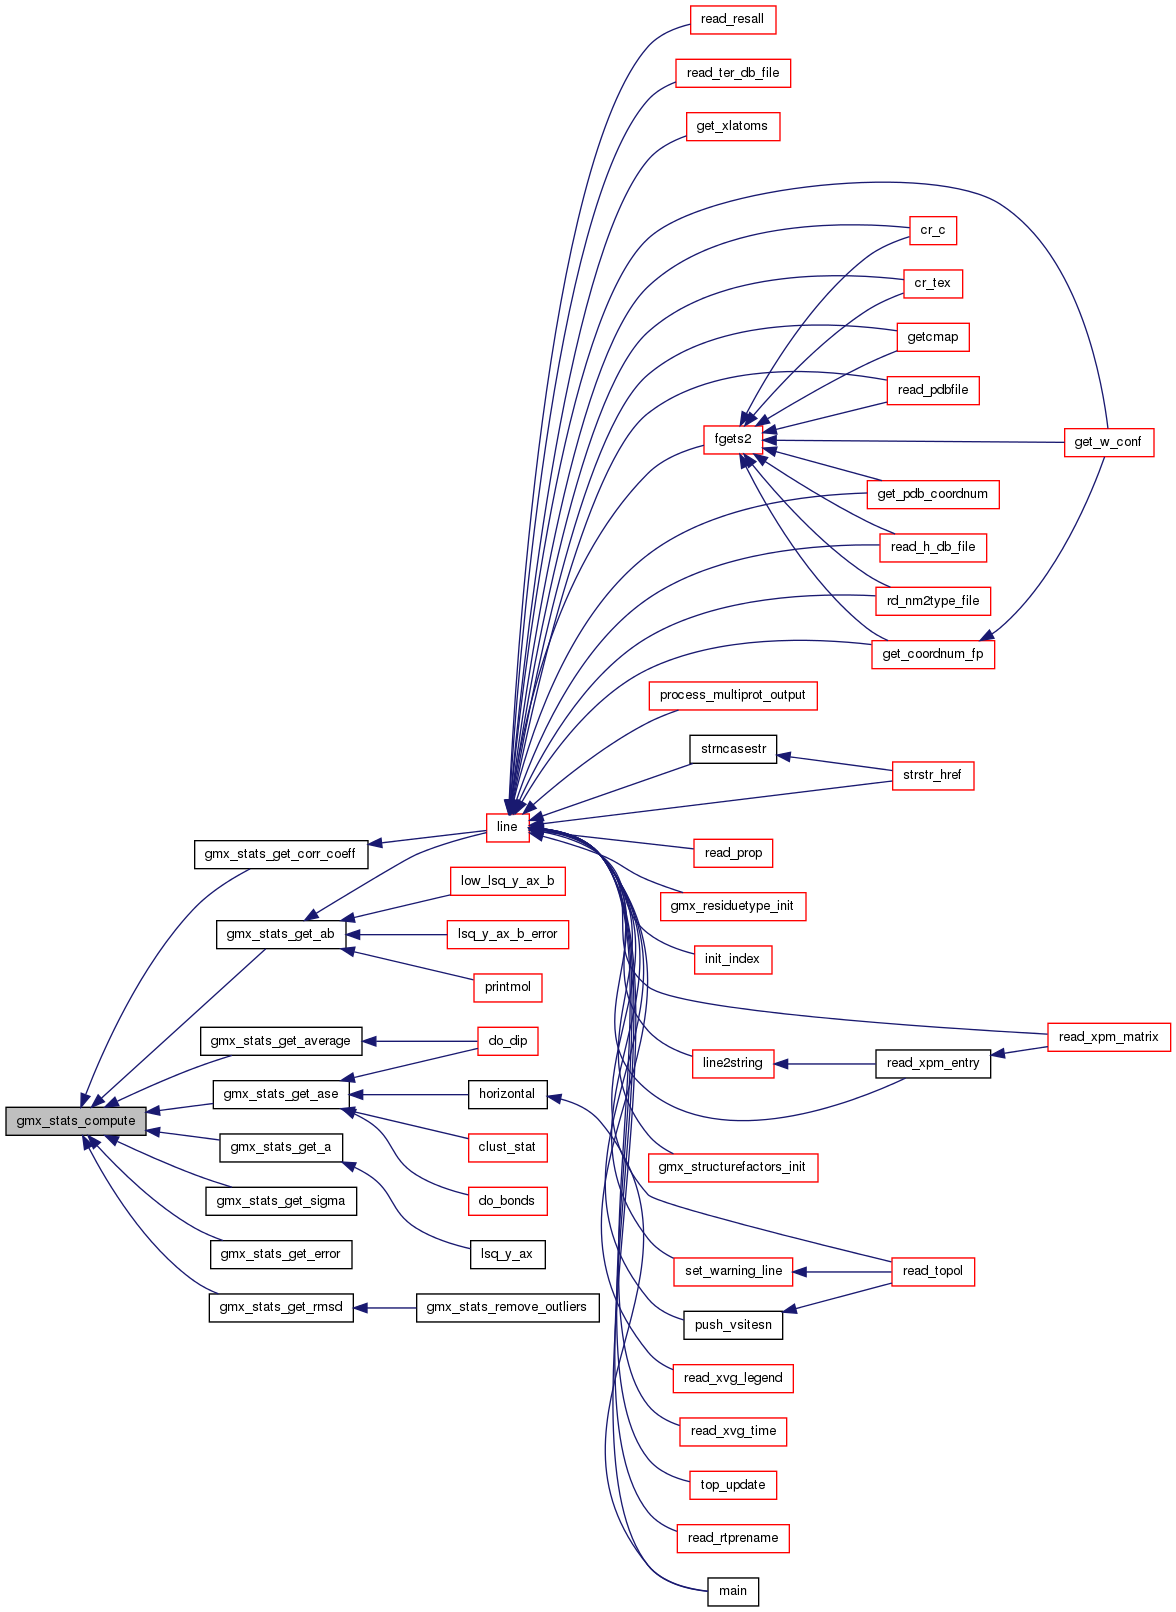 read_resall
read_ter_db_file
get_xlatoms
cr_c
cr_tex
getcmap
read_pdbfile
fgets2
get_w_conf
get_pdb_coordnum
read_h_db_file
rd_nm2type_file
get_coordnum_fp
process_multiprot_output
strncasestr
strstr_href
line
gmx_stats_get_corr_coeff
read_prop
low_lsq_y_ax_b
gmx_residuetype_init
gmx_stats_get_ab
lsq_y_ax_b_error
init_index
printmol
gmx_stats_get_average
do_dip
read_xpm_matrix
line2string
read_xpm_entry
gmx_stats_get_ase
horizontal
gmx_stats_compute
gmx_stats_get_a
clust_stat
gmx_structurefactors_init
gmx_stats_get_sigma
do_bonds
gmx_stats_get_error
lsq_y_ax
set_warning_line
read_topol
gmx_stats_get_rmsd
gmx_stats_remove_outliers
push_vsitesn
read_xvg_legend
read_xvg_time
top_update
read_rtprename
main